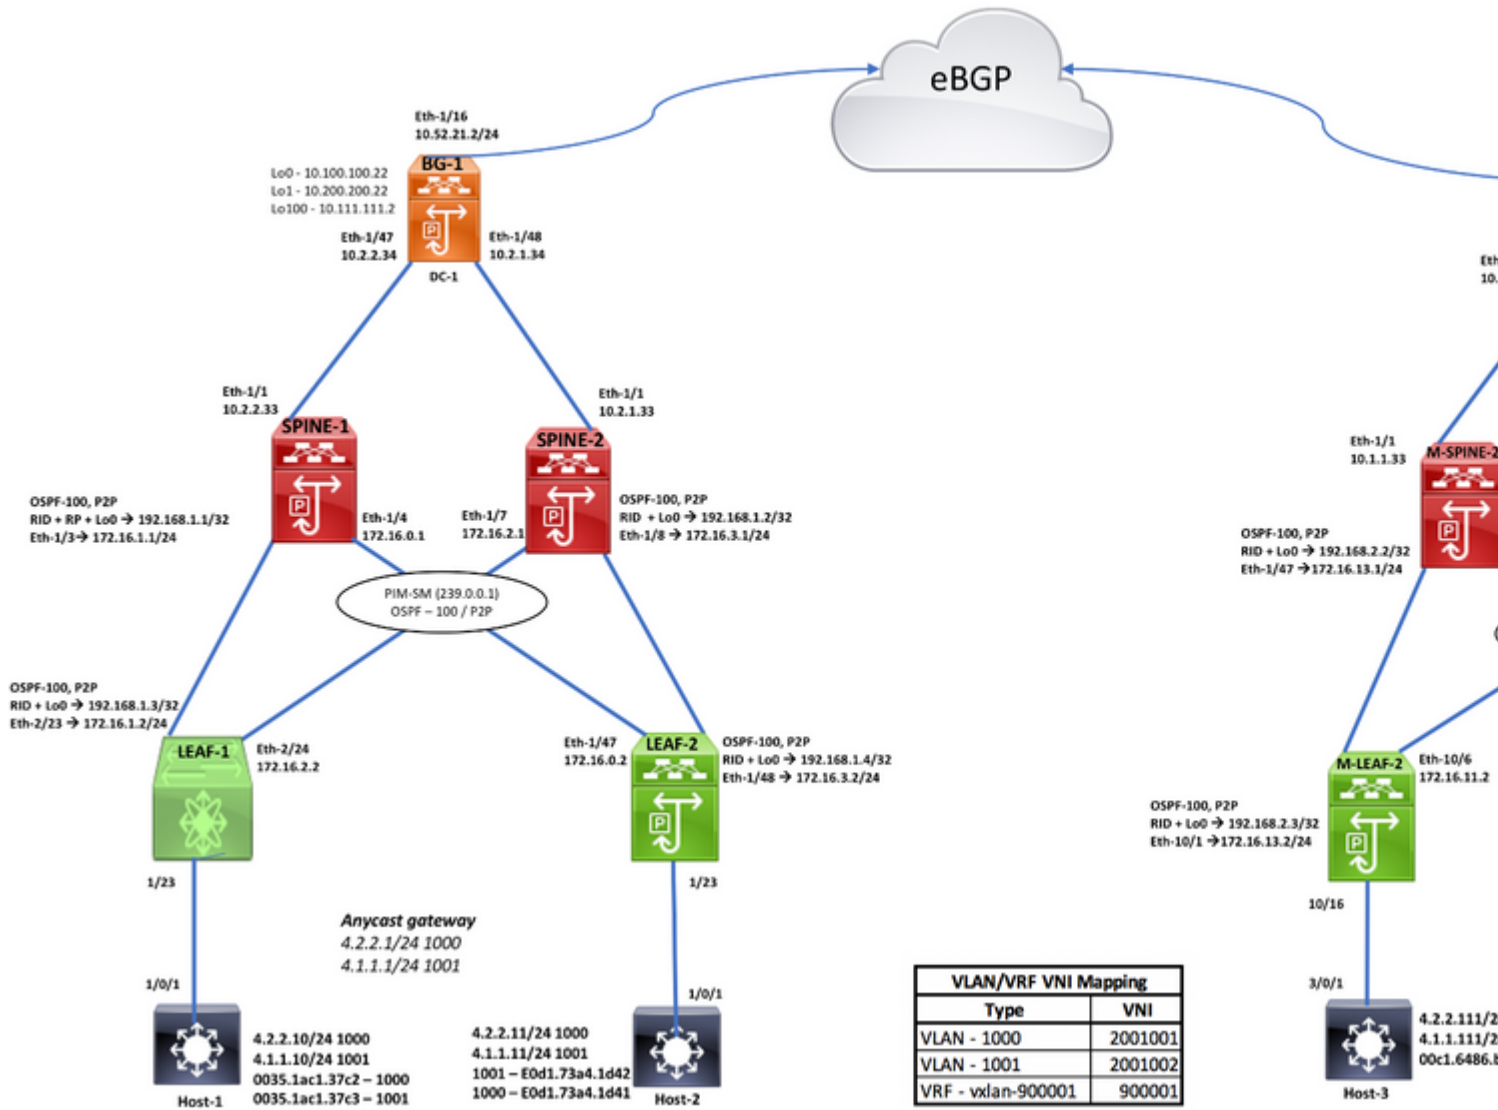 eBGP
Eth-1/16
10.52.21.2/24
BG-1
Lo0 - 10.100.100.22
Lo1 - 10.200.200.22
Lo100 - 10.111.111.2
Eth-1/47
10.2.2.34
Eth-1/48
10.2.1.34
DC-1
Eth
10.
Eth-1/1
10.2.2.33
SPINE-1
Eth-1/1
10.2.1.33
SPINE-2
Eth-1/1
10.1.1.33
M-SPINE-2
OSPF-100, P2P
RID + RP + Lo0 → 192.168.1.1/32
Eth-1/3→ 172.16.1.1/24
P
Eth-1/4
172.16.0.1
Eth-1/7
172.16.2.1
P
OSPF-100, P2P
RID + Lo0 → 192.168.1.2/32
Eth-1/8 → 172.16.3.1/24
OSPF-100, P2P
RID + Lo0 → 192.168.2.2/32
Eth-1/47 →172.16.13.1/24
P
P
PIM-SM (239.0.0.1)
OSPF – 100 / P2P
OSPF-100, P2P
RID + Lo0 → 192.168.1.3/32
Eth-2/23 → 172.16.1.2/24
LEAF-1
Eth-2/24
172.16.2.2
Eth-1/47
172.16.0.2
LEAF-2
OSPF-100, P2P
RID + Lo0 → 192.168.1.4/32
Eth-1/48 → 172.16.3.2/24
P
M-LEAF-2
Eth-10/6
172.16.11.2
OSPF-100, P2P
RID + Lo0 → 192.168.2.3/32
Eth-10/1 →172.16.13.2/24
P
1/23
1/23
10/16
Anycast gateway
4.2.2.1/24 1000
4.1.1.1/24 1001
1/0/1
1/0/1
3/0/1
4.2.2.10/24 1000
4.1.1.10/24 1001
0035.1ac1.37c2 – 1000
0035.1ac1.37c3 – 1001
Host-1
4.2.2.11/24 1000
4.1.1.11/24 1001
1001 – E0d1.73a4.1d42
1000 – E0d1.73a4.1d41
Host-2
VLAN/VRF VNI Mapping
Type VNI
VLAN - 1000 2001001
VLAN - 1001 2001002
VRF - vxlan-900001 900001
4.2.2.111/2
4.1.1.111/2
00c1.6486.b
Host-3